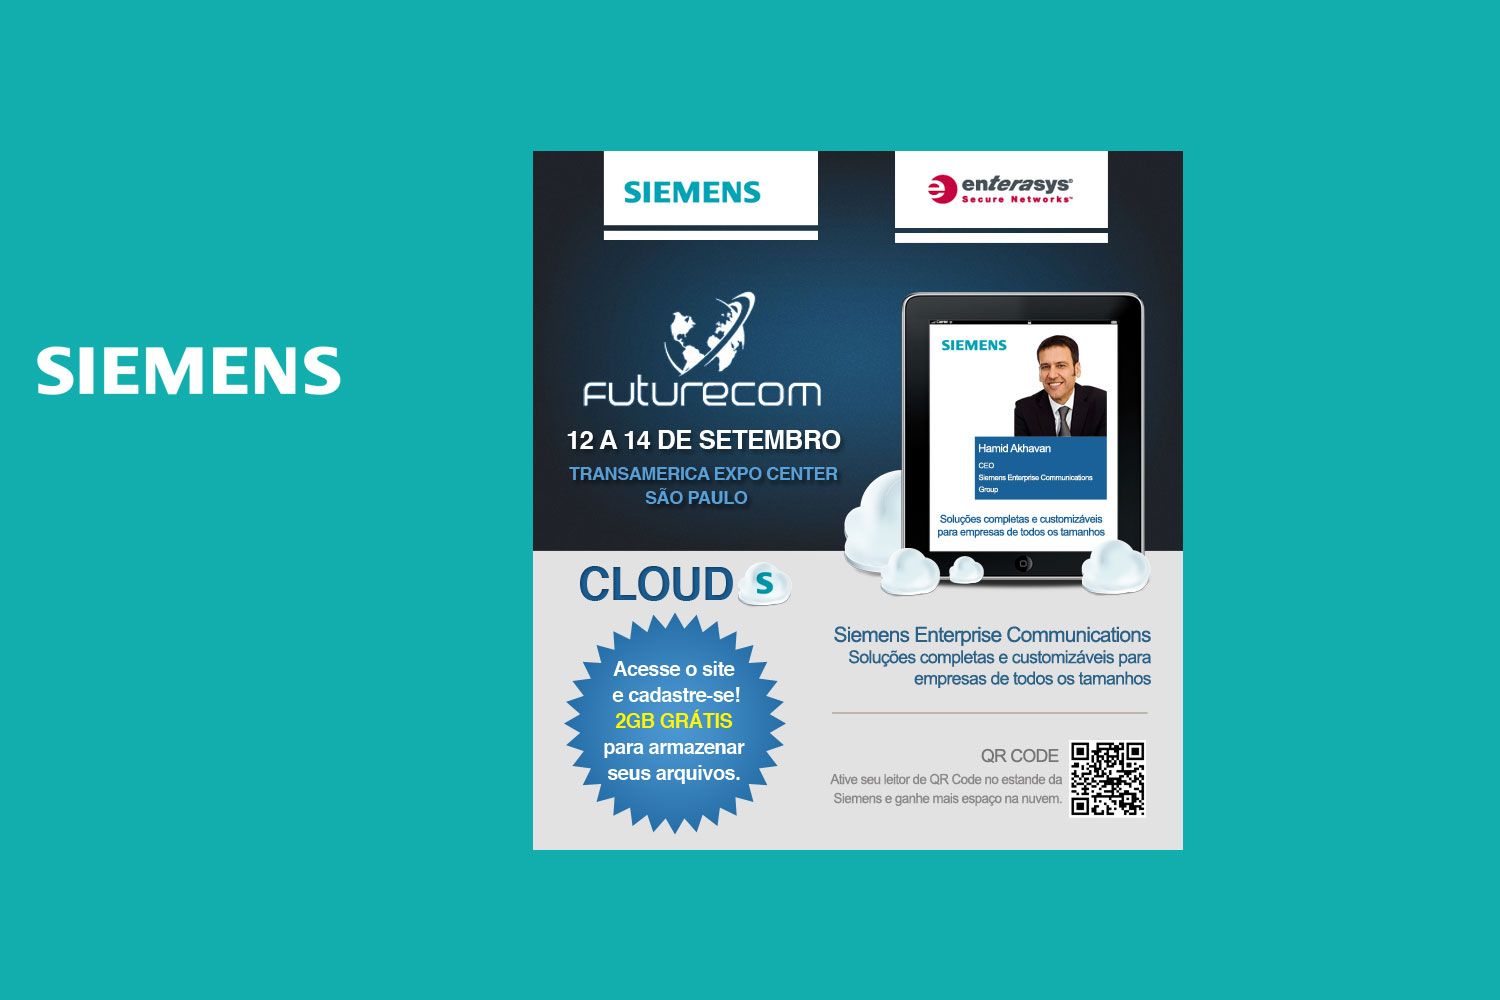 SIEMENS
SIEMENS
enterasys®
Secure Networks™
futurecom
12 A 14 DE SETEMBRO
TRANSAMERICA EXPO CENTER
SÃO PAULO
SIEMENS
Hamid Akhavan
CEO
Siemens Enterprise Communications
Group
Soluções completas e customizáveis
para empresas de todos os tamanhos
CLOUD S
Acesse o site
e cadastre-se!
2GB GRÁTIS
para armazenar
seus arquivos.
Siemens Enterprise Communications
Soluções completas e customizáveis para
empresas de todos os tamanhos
QR CODE
Ative seu leitor de QR Code no estande da
Siemens e ganhe mais espaço na nuvem.